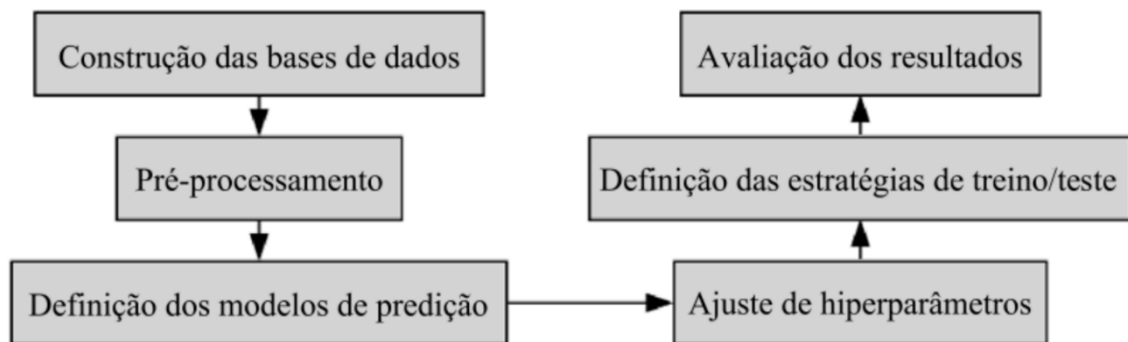 Construção das bases de dados
Pré-processamento
Definição dos modelos de predição
Ajuste de hiperparâmetros
Definição das estratégias de treino/teste
Avaliação dos resultados